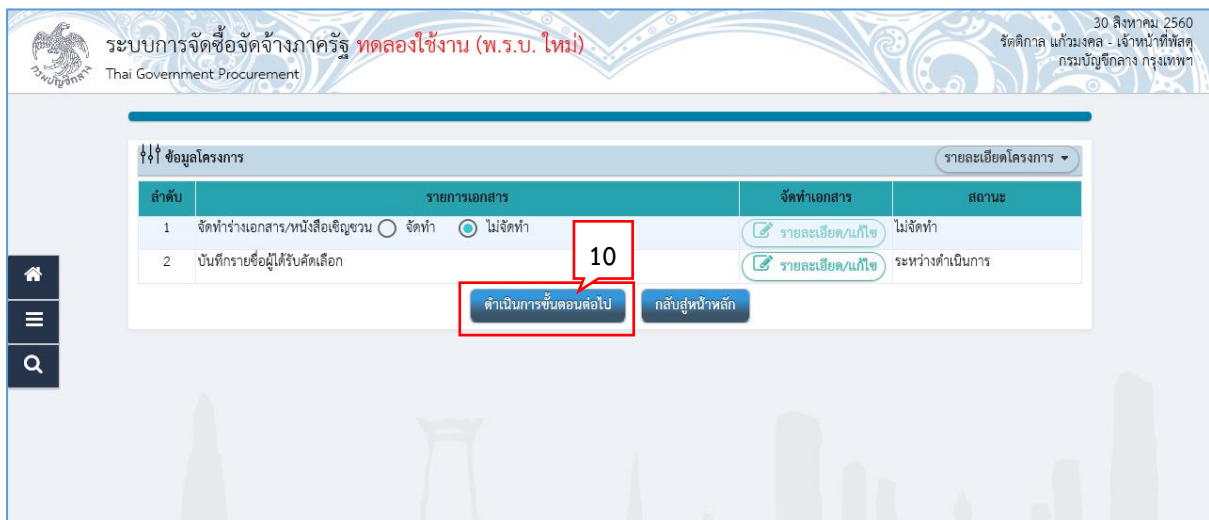 30 สิงหาคม 2560
ระบบการจัดซื้อจัดจ้างภาครัฐ ทดลองใช้งาน (พ.ร.บ. ใหม่)
รัตติกาล แก้วมงคล - เจ้าหน้าที่พัสดุ
Thai Government Procurement
กรมบัญชีกลาง กรุงเทพฯ
กรมบัญชีกลาง
ข้อมูลโครงการ รายละเอียดโครงการ
ลำดับ รายการเอกสาร จัดทำเอกสาร สถานะ
1 จัดทำร่างเอกสาร/หนังสือเชิญชวน จัดทำ ไม่จัดทำ รายละเอียด/แก้ไข ไม่จัดทำ
2 บันทึกรายชื่อผู้ได้รับคัดเลือก รายละเอียด/แก้ไข ระหว่างดำเนินการ
10
ดำเนินการขั้นตอนต่อไป กลับสู่หน้าหลัก